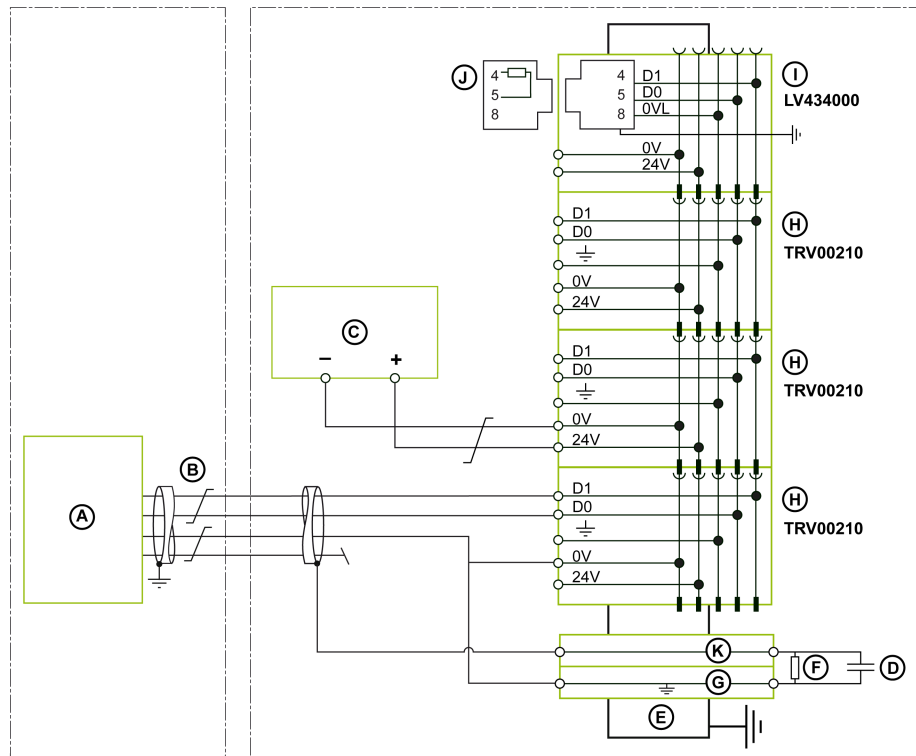 J
4
5
8
4
5
8
D1
D0
0VL
0V
24V
I
LV434000
D1
D0
0V
24V
H
TRV00210
C
−
+
D1
D0
0V
24V
H
TRV00210
A
B
D1
D0
0V
24V
H
TRV00210
K
G
F
D
E